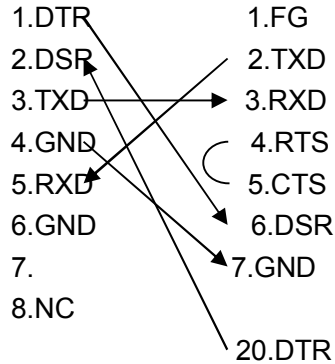 1.DTR 1.FG
2.DSR 2.TXD
3.TXD 3.RXD
4.GND 4.RTS
5.RXD 5.CTS
6.GND 6.DSR
7. 7.GND
8.NC
20.DTR